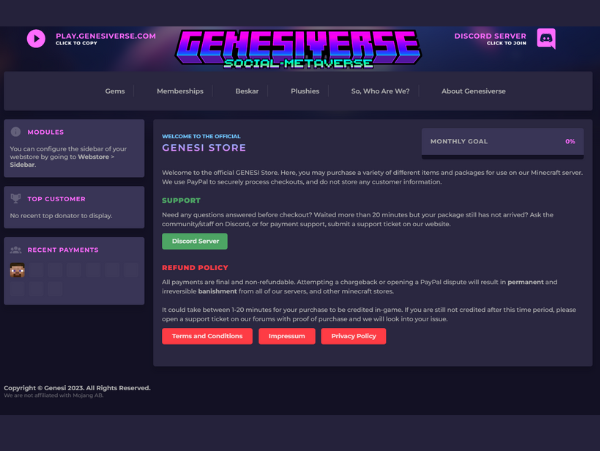 PLAY.GENESIVERSE.COM
CLICK TO COPY
GENESIVERSE
SOCIAL-METAVERSE
DISCORD SERVER
CLICK TO JOIN
Gems Memberships Beskar Plushies So, Who Are We? About Genesiverse
MODULES
You can configure the sidebar of your
webstore by going to Webstore >
Sidebar.
TOP CUSTOMER
No recent top donator to display.
RECENT PAYMENTS
WELCOME TO THE OFFICIAL
GENESI STORE
MONTHLY GOAL 0%
Welcome to the official GENESI Store. Here, you may purchase a variety of different items and packages for use on our Minecraft server.
We use PayPal to securely process checkouts, and do not store any customer information.
SUPPORT
Need any questions answered before checkout? Waited more than 20 minutes but your package still has not arrived? Ask the
community/staff on Discord, or for payment support, submit a support ticket on our website.
Discord Server
REFUND POLICY
All payments are final and non-refundable. Attempting a chargeback or opening a PayPal dispute will result in permanent and
irreversible banishment from all of our servers, and other minecraft stores.
It could take between 1-20 minutes for your purchase to be credited in-game. If you are still not credited after this time period, please
open a support ticket on our forums with proof of purchase and we will look into your issue.
Terms and Conditions Impressum Privacy Policy
Copyright © Genesi 2023. All Rights Reserved.
We are not affiliated with Mojang AB.